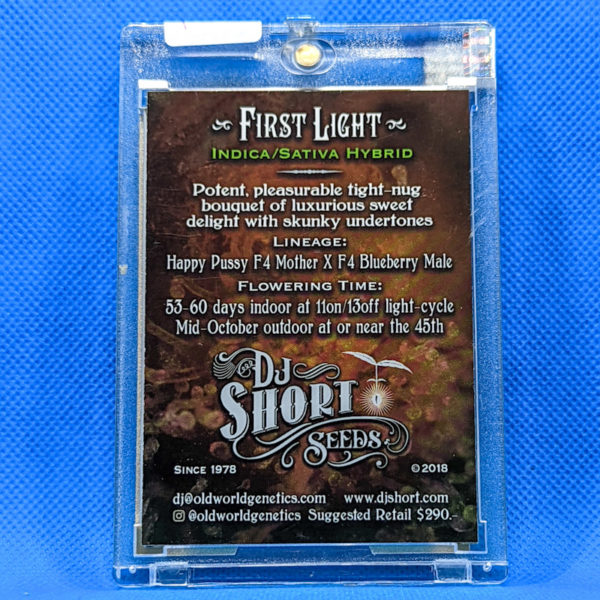 First Light
Indica/Sativa Hybrid
Potent, pleasurable tight-nug
bouquet of luxurious sweet
delight with skunky undertones
Lineage:
Happy Pussy F4 Mother X F4 Blueberry Male
Flowering Time:
53-60 days indoor at 11on/13off light-cycle
Mid-October outdoor at or near the 45th
DJ
Short
Seeds
Since 1978 ©2018
dj@oldworldgenetics.com www.djshort.com
@oldworldgenetics Suggested Retail $290.-